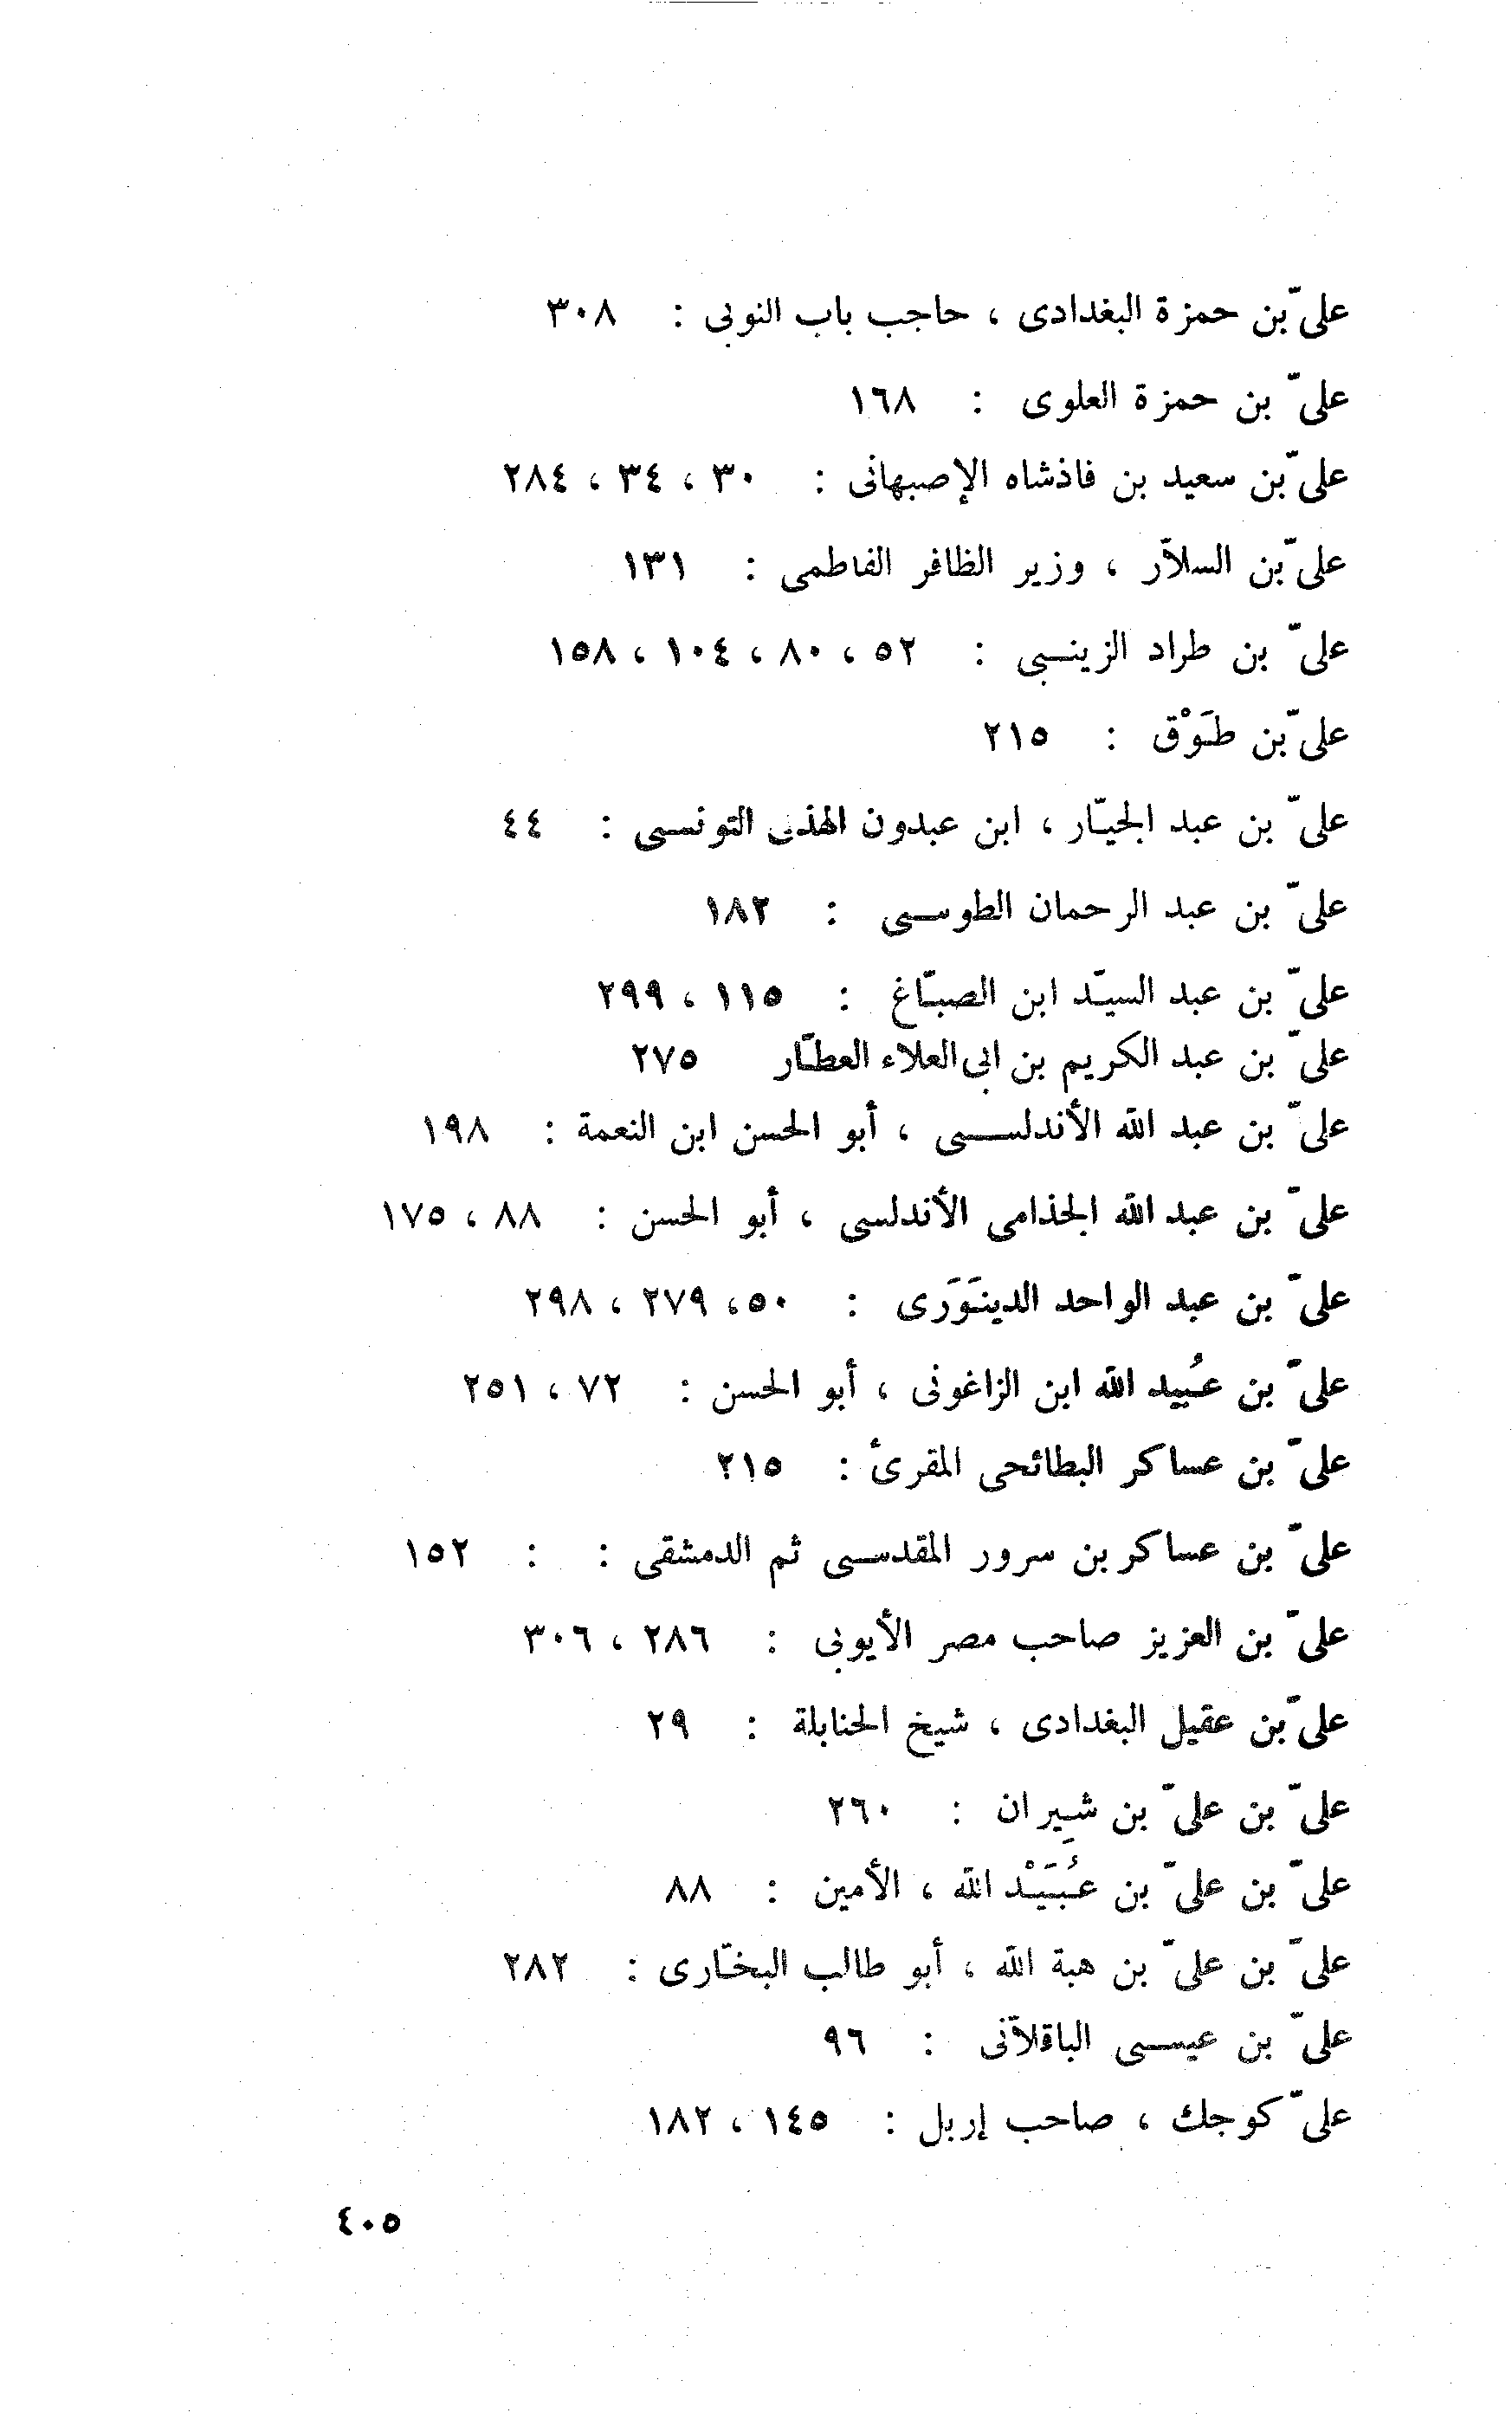 علىّ بن حمزة البغدادى ، حاجب باب النوبى : ٣٠٨
علىّ بن حمزة العلوى : ١٦٨
علىّ بن سعيد بن فاذشاه الإصبهانى : ٣٠ ، ٣٤ ، ٢٨٤
علىّ بن السلاّر ، وزير الظافر الفاطمى : ١٣١
علىّ بن طراد الزينبى : ٥٢ ، ٨٠ ، ١٠٤ ، ١٥٨
علىّ بن طَوْق : ٢١٥
علىّ بن عبد الجيّار ، ابن عبدون الهذلى التونسى : ٤٤
علىّ بن عبد الرحمان الطوسى : ١٨٢
علىّ بن عبد السيّد ابن الصبّاغ : ١١٥ ، ٢٩٩
علىّ بن عبد الكريم بن ابى العلاء العطّار ٢٧٥
علىّ بن عبد الله الأندلسى ، أبو الحسن ابن النعمة : ١٩٨
علىّ بن عبد الله الجذامى الأندلسى ، أبو الحسن : ٨٨ ، ١٧٥
علىّ بن عبد الواحد الدينَوَرى : ٥٠ ، ٢٧٩ ، ٢٩٨
علىّ بن عُبيد الله ابن الزاغونى ، أبو الحسن : ٧٢ ، ٢٥١
علىّ بن عساكر البطائحى المقرئ : ٢١٥
علىّ بن عساكر بن سرور المقدسى ثم الدمشقى : : ١٥٢
علىّ بن العزيز صاحب مصر الأيوبى : ٢٨٦ ، ٣٠٦
علىّ بن عقيل البغدادى ، شيخ الحنابلة : ٢٩
علىّ بن علىّ بن شِيران : ٢٦٠
علىّ بن علىّ بن عُبَيْد الله ، الأمين : ٨٨
علىّ بن علىّ بن هبة الله ، أبو طالب البخّارى : ٢٨٢
علىّ بن عيسى الباقلاّنى : ٩٦
علىّ كوجك ، صاحب إربل : ١٤٥ ، ١٨٢
٤٠٥